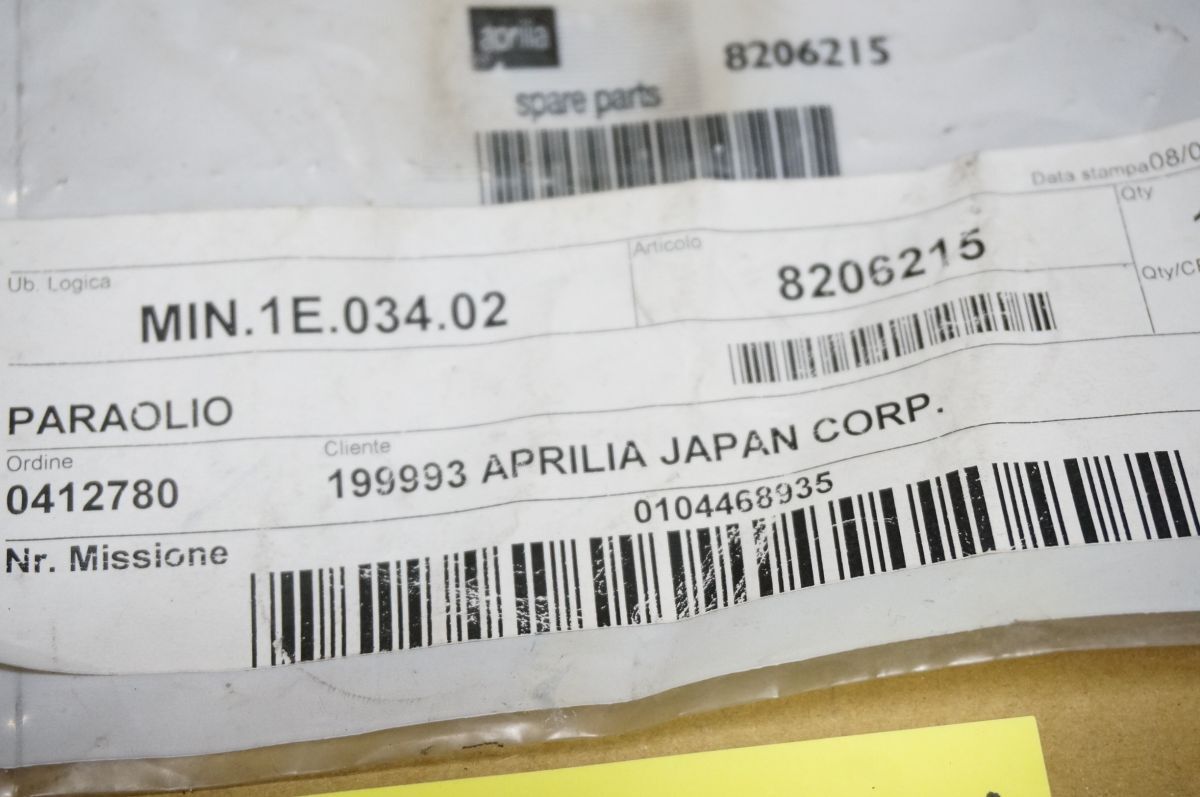 aprilia
8206215
spare parts
Data stampa 08/0
Ub. Logica
Articolo
Qty
MIN.1E.034.02
8206215
Qty/
PARAOLIO
Ordine
Cliente
0412780
199993 APRILIA JAPAN CORP.
Nr. Missione
0104468935